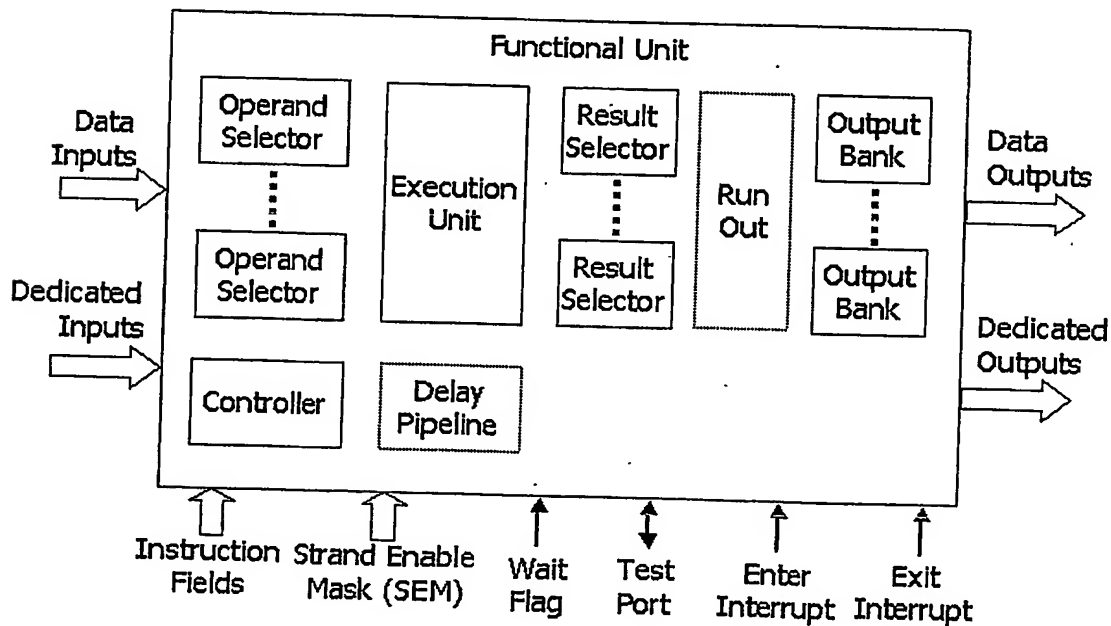 Functional Unit
Data
Inputs
Dedicated
Inputs
Operand
Selector
Operand
Selector
Controller
Execution
Unit
Delay
Pipeline
Result
Selector
Result
Selector
Run
Out
Output
Bank
Output
Bank
Data
Outputs
Dedicated
Outputs
Instruction
Fields
Strand Enable
Mask (SEM)
Wait
Flag
Test
Port
Enter
Interrupt
Exit
Interrupt